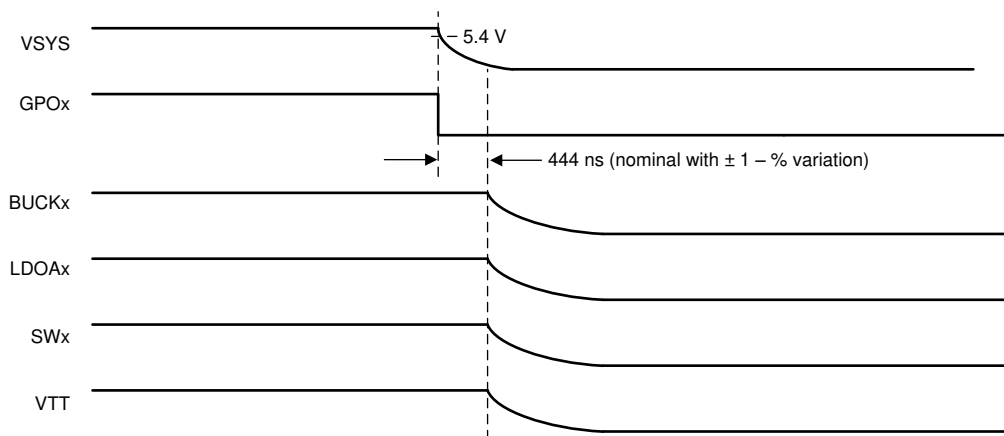 VSYS
5.4 V
GPOx
444 ns (nominal with ± 1 – % variation)
BUCKx
LDOAx
SWx
VTT